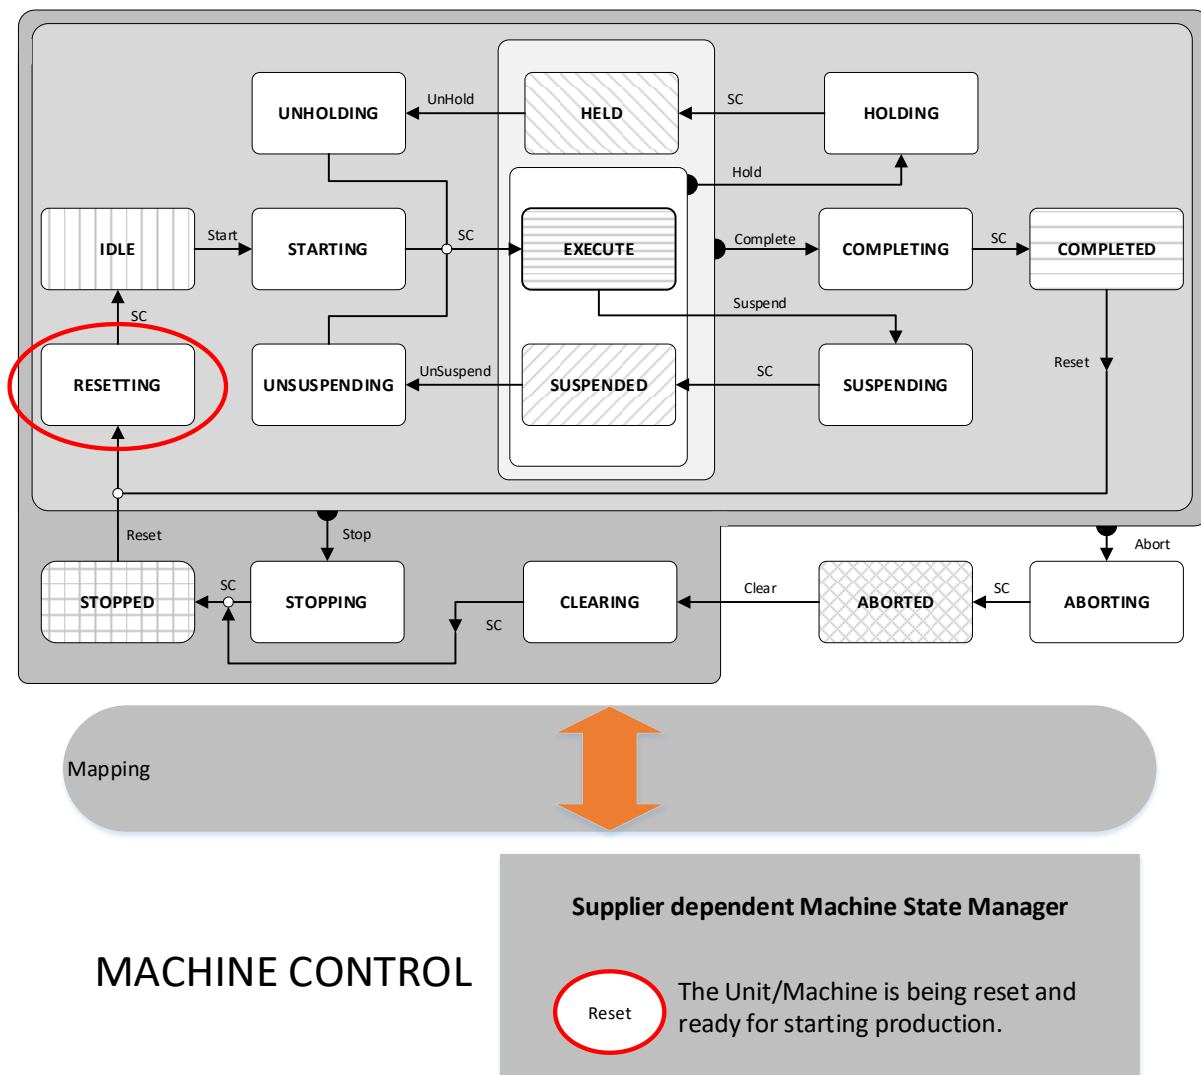 UNHOLDING
UnHold
HELD
SC
HOLDING
Hold
IDLE
Start
STARTING
SC
EXECUTE
Complete
COMPLETING
SC
COMPLETED
SC
Suspend
Reset
RESETTING
UNSUSPENDING
UnSuspend
SUSPENDED
SC
SUSPENDING
Reset
Stop
Abort
STOPPED
SC
STOPPING
SC
CLEARING
Clear
ABORTED
SC
ABORTING
Mapping
Supplier dependent Machine State Manager
MACHINE CONTROL
Reset
The Unit/Machine is being reset and
ready for starting production.